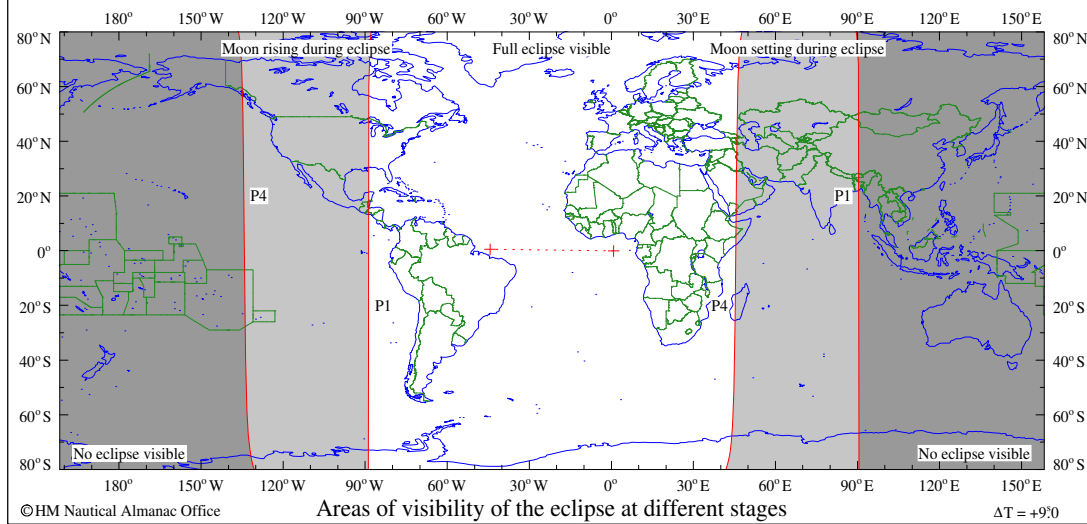 180° 150° W 120° W 90° W 60° W 30° W 0° 30° E 60° E 90° E 120° E 150° E
80° N 80° N
Moon rising during eclipse Full eclipse visible Moon setting during eclipse
60° N 60° N
40° N 40° N
20° N P4 P1 20° N
0° 0°
20° S P1 P4 20° S
40° S 40° S
60° S 60° S
No eclipse visible No eclipse visible
80° S 80° S
180° 150° W 120° W 90° W 60° W 30° W 0° 30° E 60° E 90° E 120° E 150° E
© HM Nautical Almanac Office Areas of visibility of the eclipse at different stages ΔT = +9ˢ.0